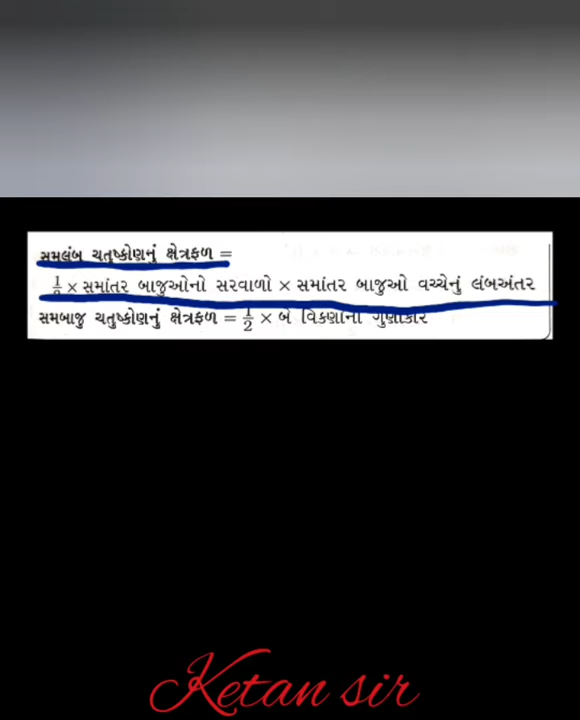 સમલંબ ચતુષ્કોણનું ક્ષેત્રફળ =
1/2 × સમાંતર બાજુઓનો સરવાળો × સમાંતર બાજુઓ વચ્ચેનું લંબઅંતર
સમબાજુ ચતુષ્કોણનું ક્ષેત્રફળ = 1/2 × બે વિકર્ણોનો ગુણાકાર
Ketan sir